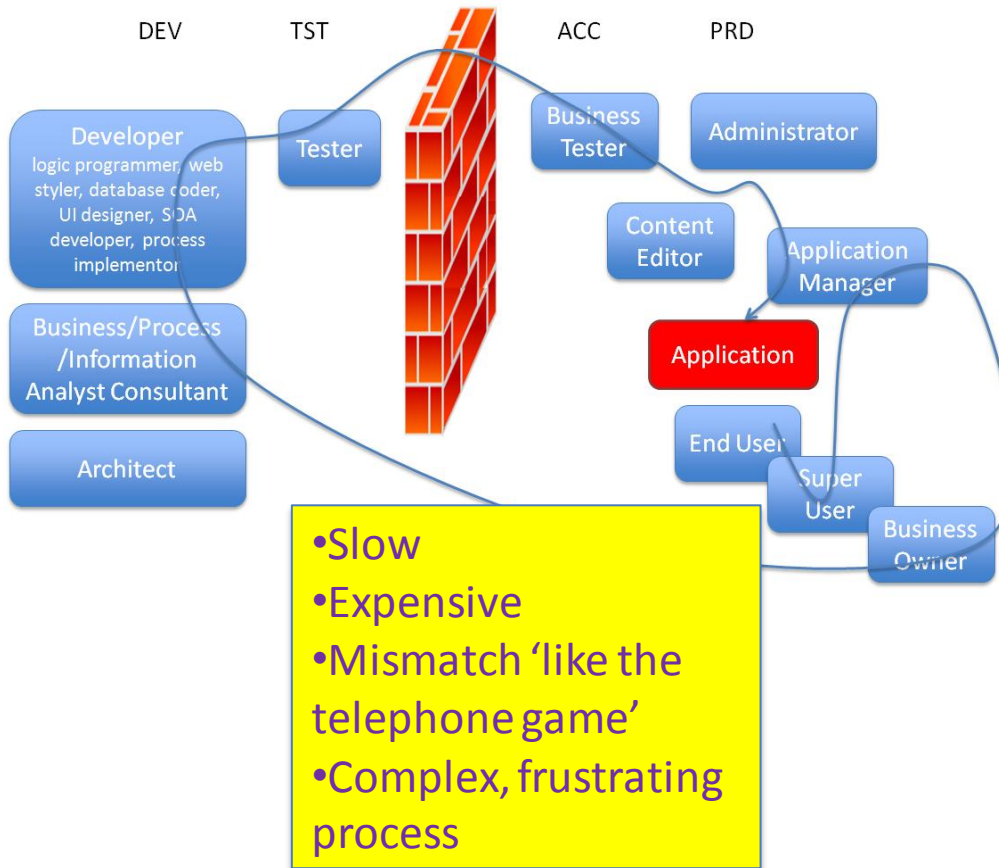 DEV TST ACC PRD
Developer
logic programmer, web
styler, database coder,
UI designer, SOA
developer, process
implementor
Tester
Business
Tester
Administrator
Content
Editor
Application
Manager
Business/Process
/Information
Analyst Consultant
Application
Architect
End User
Super
User
Business
Owner
•Slow
•Expensive
•Mismatch ‘like the
telephone game’
•Complex, frustrating
process